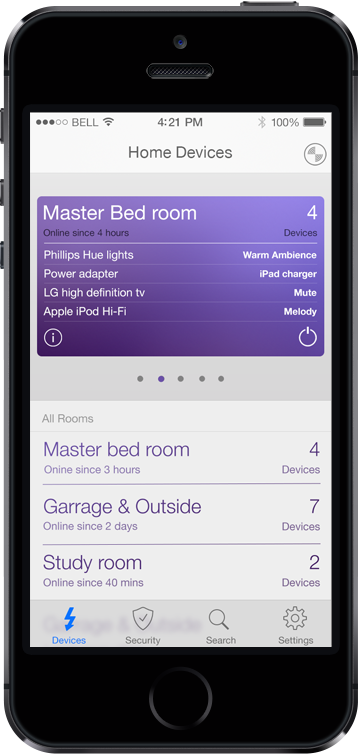 BELL 4:21 PM 100%
Home Devices
Master Bed room 4
Online since 4 hours Devices
Phillips Hue lights Warm Ambience
Power adapter iPad charger
LG high definition tv Mute
Apple iPod Hi-Fi Melody
All Rooms
Master bed room 4
Onine since 3 hours Devices
Garrage & Outside 7
Online since 2 days Devices
Study room 2
Online since 40 mins Devices
Garrage & Outside
Devices Security Search Settings